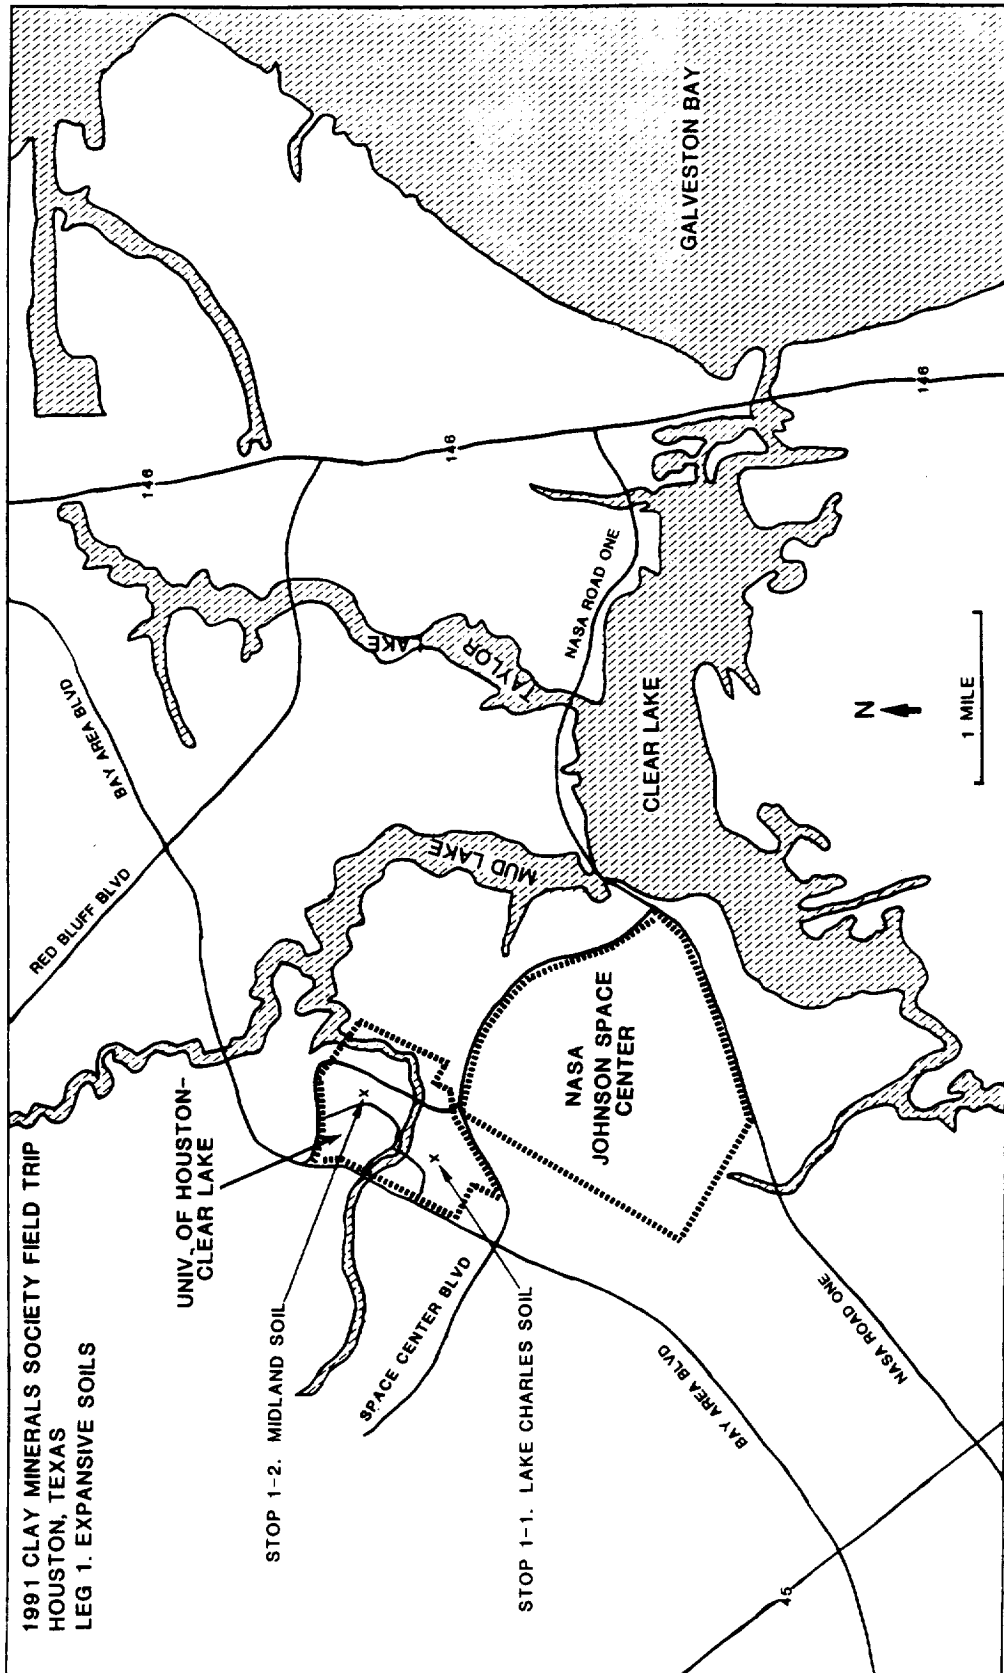 1991 CLAY MINERALS SOCIETY FIELD TRIP
HOUSTON, TEXAS
LEG 1. EXPANSIVE SOILS
UNIV. OF HOUSTON-
CLEAR LAKE
STOP 1-2. MIDLAND SOIL
SPACE CENTER BLVD
STOP 1-1. LAKE CHARLES SOIL
RED BLUFF BLVD
BAY AREA BLVD
146
146
146
TAYLOR
LAKE
MUD LAKE
NASA ROAD ONE
CLEAR LAKE
GALVESTON BAY
NASA
JOHNSON SPACE
CENTER
BAY AREA BLVD
NASA ROAD ONE
45
N
1 MILE